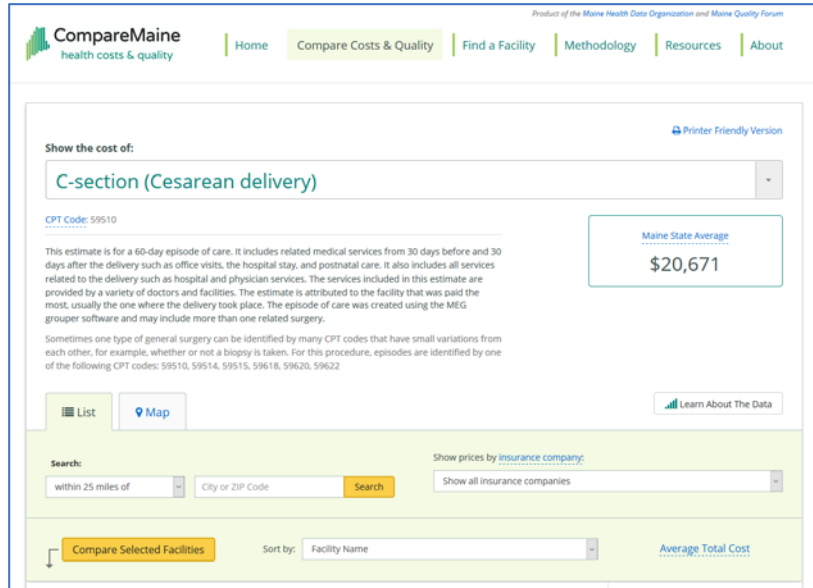 Product of the Maine Health Data Organization and Maine Quality Forum
CompareMaine
health costs & quality
Home
Compare Costs & Quality
Find a Facility
Methodology
Resources
About
Printer Friendly Version
Show the cost of:
C-section (Cesarean delivery)
CPT Code: 59510
Maine State Average
$20,671
This estimate is for a 60-day episode of care. It includes related medical services from 30 days before and 30
days after the delivery such as office visits, the hospital stay, and postnatal care. It also includes all services
related to the delivery such as hospital and physician services. The services included in this estimate are
provided by a variety of doctors and facilities. The estimate is attributed to the facility that was paid the
most, usually the one where the delivery took place. The episode of care was created using the MEG
grouper software and may include more than one related surgery.
Sometimes one type of general surgery can be identified by many CPT codes that have small variations from
each other, for example, whether or not a biopsy is taken. For this procedure, episodes are identified by one
of the following CPT codes: 59510, 59514, 59515, 59618, 59620, 59622
List
Map
Learn About The Data
Search:
within 25 miles of
City or ZIP Code
Search
Show prices by insurance company:
Show all insurance companies
Compare Selected Facilities
Sort by:
Facility Name
Average Total Cost